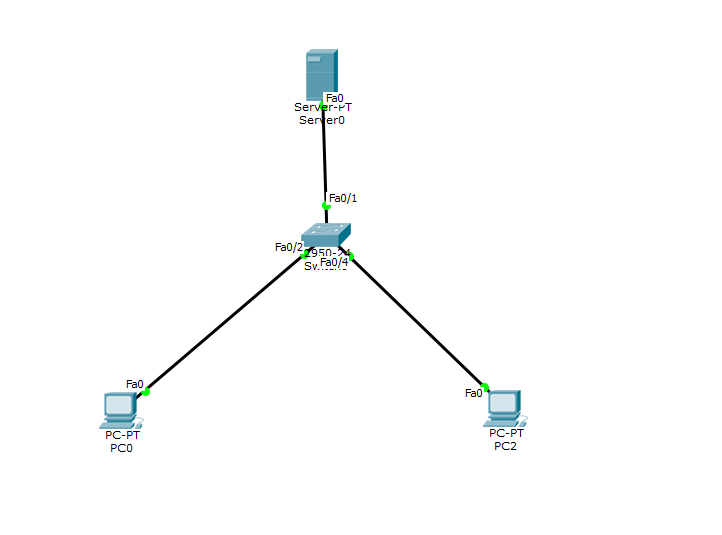 Fa0
Server-PT
Server0
Fa0/1
Fa0/2
Fa0/4
Fa0
PC-PT
PC0
Fa0
PC-PT
PC2